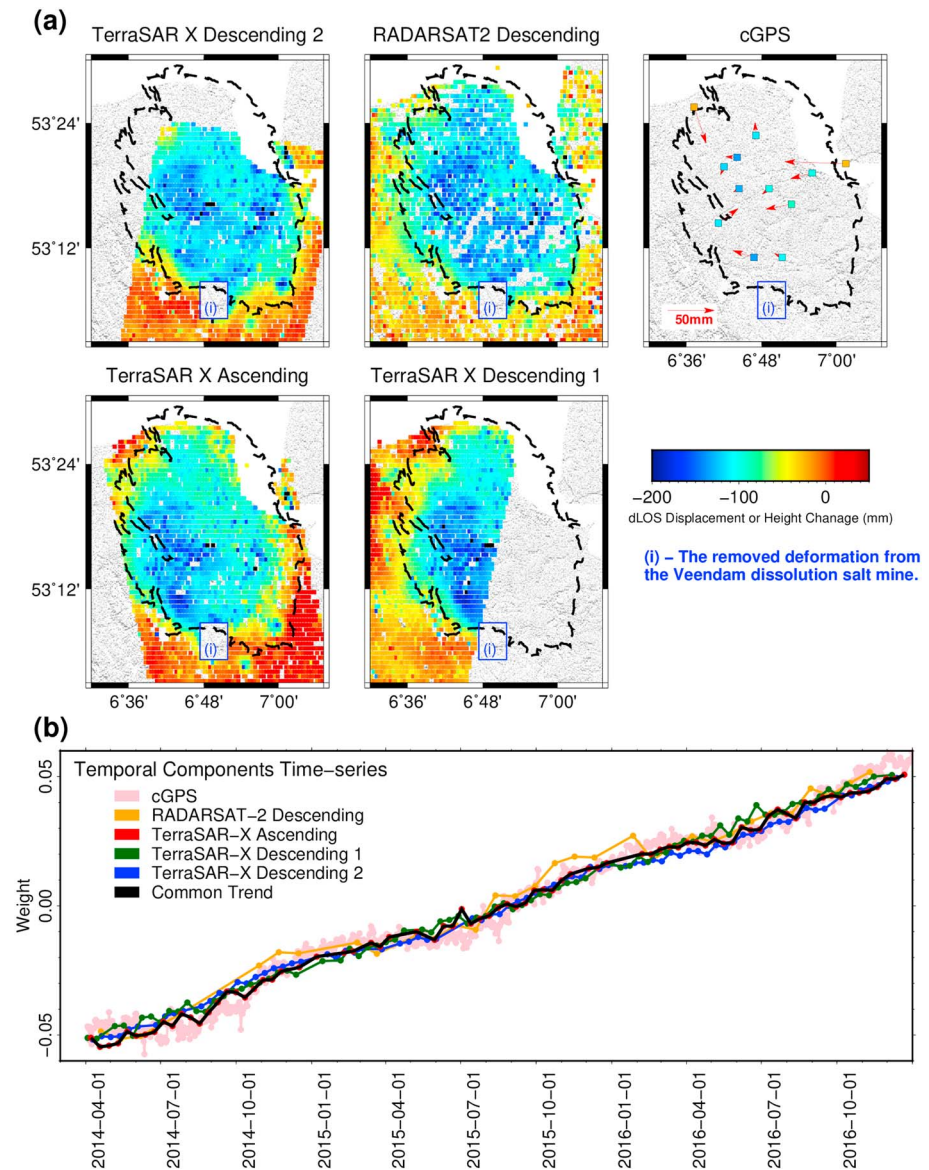 (a)
TerraSAR X Descending 2
RADARSAT2 Descending
cGPS
53°24'
53°12'
(i)
(i)
(i)
50mm
6°36'
6°48'
7°00'
TerraSAR X Ascending
TerraSAR X Descending 1
53°24'
53°12'
(i)
(i)
6°36'
6°48'
7°00'
6°36'
6°48'
7°00'
−200
−100
0
dLOS Displacement or Height Chanage (mm)
(i) − The removed deformation from
the Veendam dissolution salt mine.
(b)
Temporal Components Time−series
cGPS
RADARSAT−2 Descending
TerraSAR−X Ascending
TerraSAR−X Descending 1
TerraSAR−X Descending 2
Common Trend
Weight
0.05
0.00
−0.05
2014−04−01
2014−07−01
2014−10−01
2015−01−01
2015−04−01
2015−07−01
2015−10−01
2016−01−01
2016−04−01
2016−07−01
2016−10−01